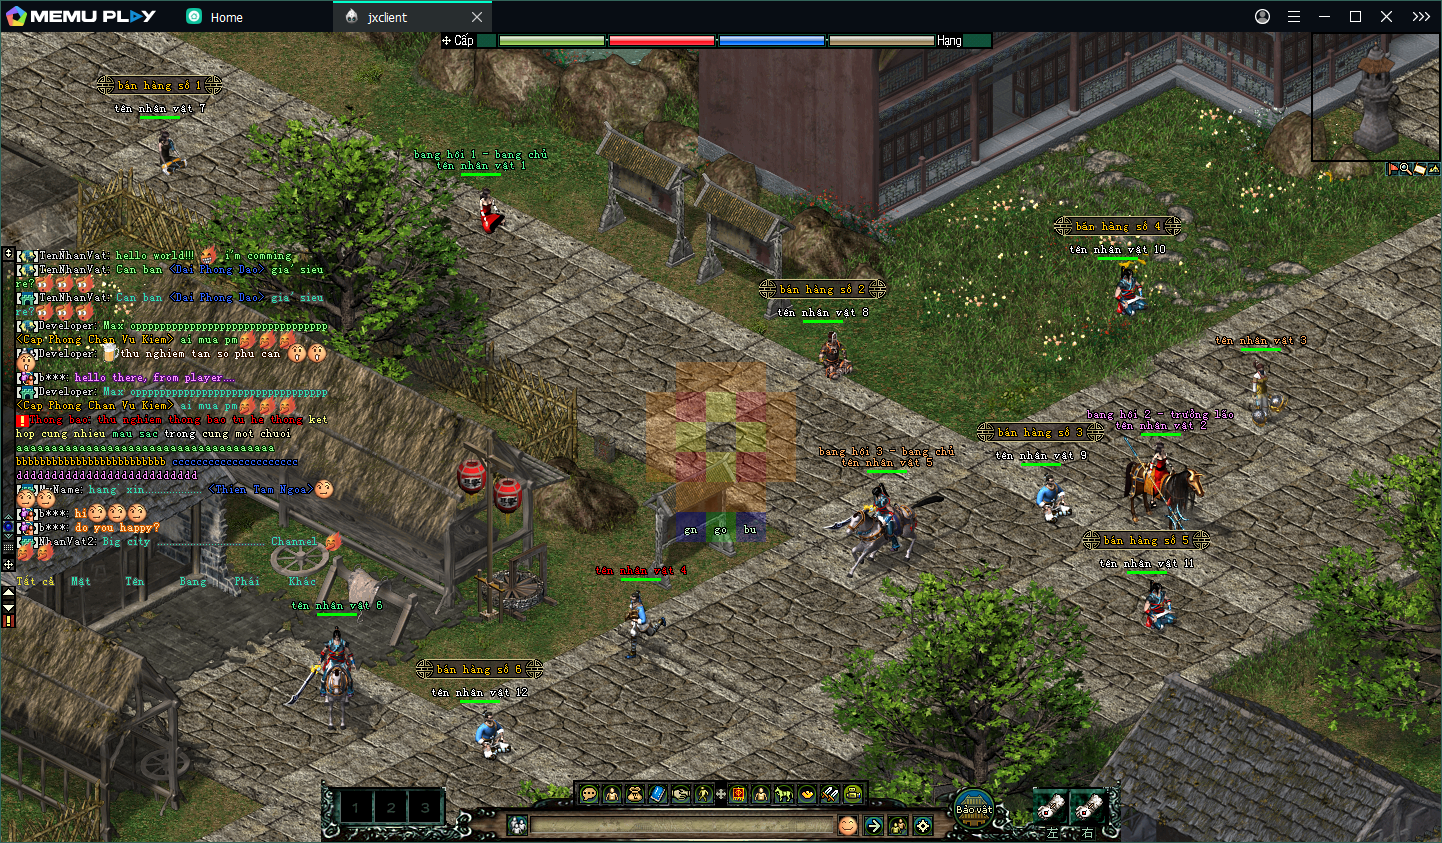 MEMU PLAY
Home
jxclient
Cấp
Hạng
bán hàng số 1
tên nhân vật 7
bang hội 1 - bang chủ
tên nhân vật 1
bán hàng số 4
tên nhân vật 10
bán hàng số 2
tên nhân vật 8
tên nhân vật 3
bang hội 2 - trưởng lão
tên nhân vật 2
bán hàng số 3
tên nhân vật 9
bang hội 3 - bang chủ
tên nhân vật 5
bán hàng số 5
tên nhân vật 11
gn go bu
tên nhân vật 4
tên nhân vật 6
bán hàng số 6
tên nhân vật 12
TenNhanVat: hello world!!! i'm comming
TenNhanVat: Can ban <Dai Phong Dao> gia' sieu
re?
TenNhanVat: Can ban <Dai Phong Dao> gia' sieu
re?
Developer: Max oppppppppppppppppppppppppppppppppp
<Cap Phong Chan Vu Kiem> ai mua pm
Developer: thu nghiem tan so phu can
b***: hello there, from player...
Developer: Max oppppppppppppppppppppppppppppppppp
<Cap Phong Chan Vu Kiem> ai mua pm
Thong bao: thu nghiem thong bao tu he thong ket
hop cung nhieu mau sac trong cung mot chuoi
aaaaaaaaaaaaaaaaaaaaaaaaaaaaaaaaaaaaa
bbbbbbbbbbbbbbbbbbbbbbbbb ccccccccccccccccccccc
dddddddddddddddddddddddddd
MyName: hang xin................ <Thien Tam Ngoa>
b***: hi
b***: do you happy?
NhanVat2: Big city .............................. Channel
Tất cả Mật Tên Bang Phái Khác
1 2 3
Bảo vật
左 右